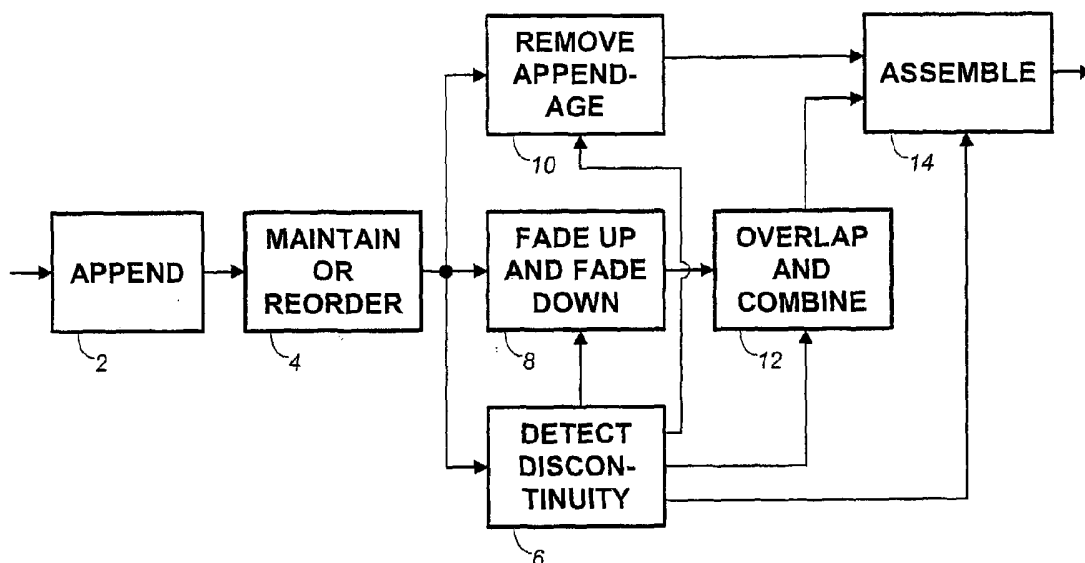 REMOVE
APPEND-
AGE
10
ASSEMBLE
14
APPEND
2
MAINTAIN
OR
REORDER
4
FADE UP
AND FADE
DOWN
8
OVERLAP
AND
COMBINE
12
DETECT
DISCON-
TINUITY
6